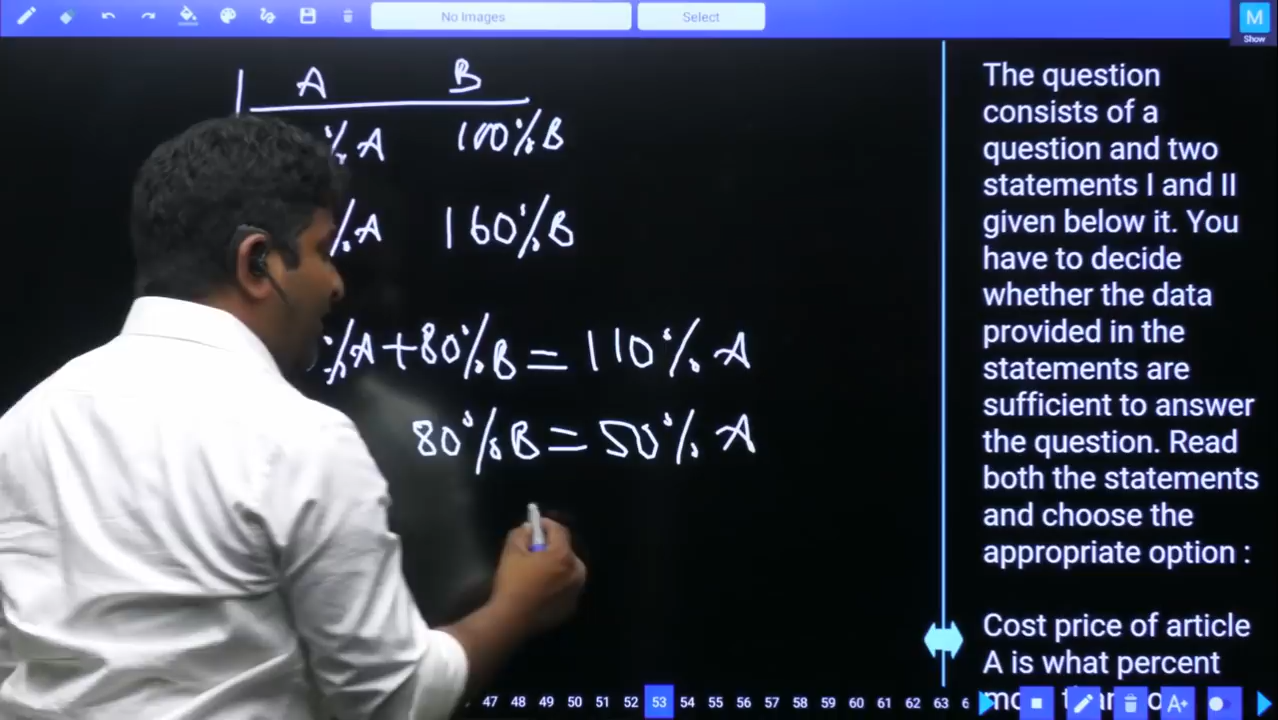 No Images
Select
M
Show
A B
%A 100%B
%A 160%B
%A + 80%B = 110% A
80%B = 50% A
The question
consists of a
question and two
statements I and II
given below it. You
have to decide
whether the data
provided in the
statements are
sufficient to answer
the question. Read
both the statements
and choose the
appropriate option :
Cost price of article
A is what percent
47 48 49 50 51 52 53 54 55 56 57 58 59 60 61 62 63 6
A+